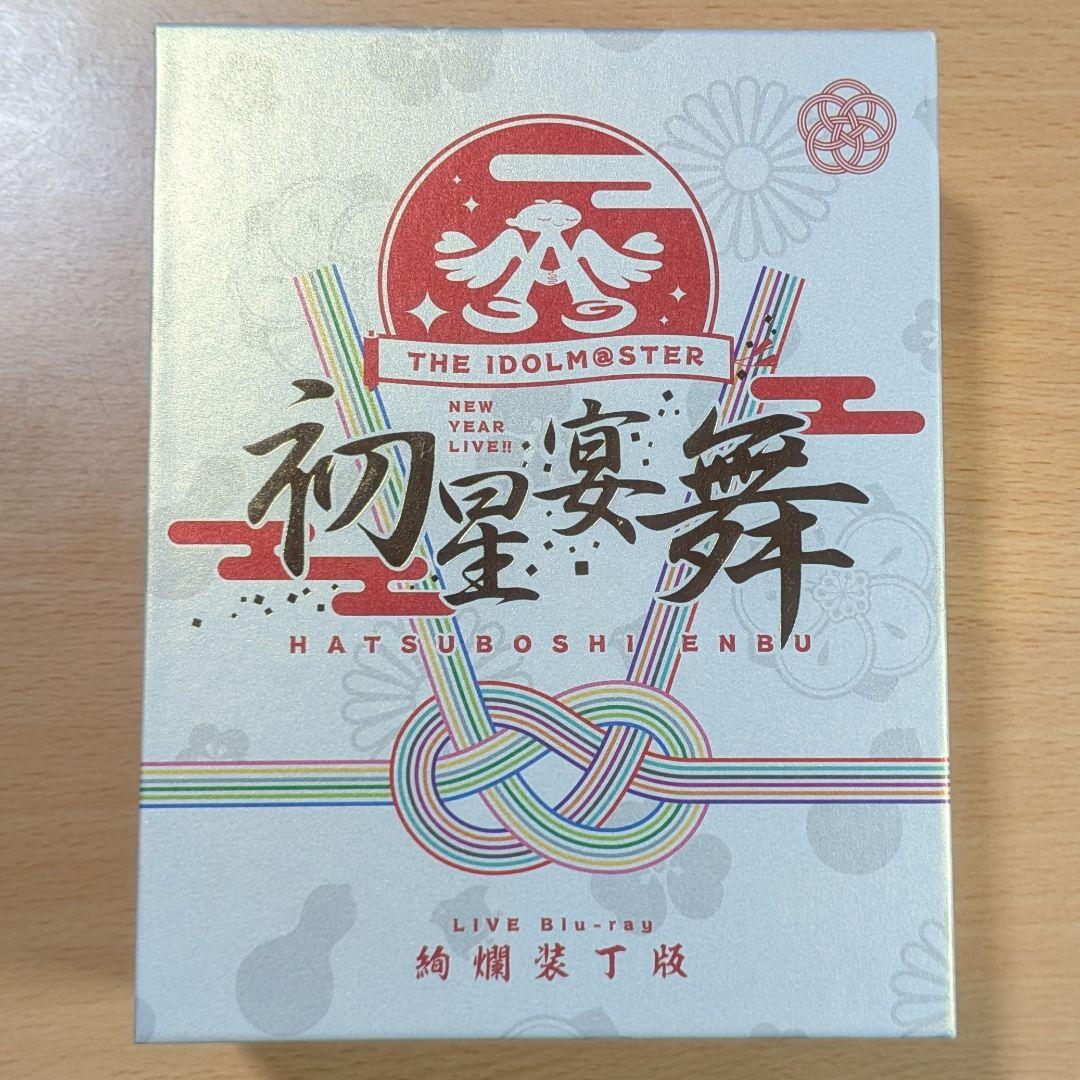 THE IDOLM@STER
NEW
YEAR
LIVE!!
初星宴舞
HATSUBOSHI ENBU
LIVE Blu-ray
絢爛装丁版